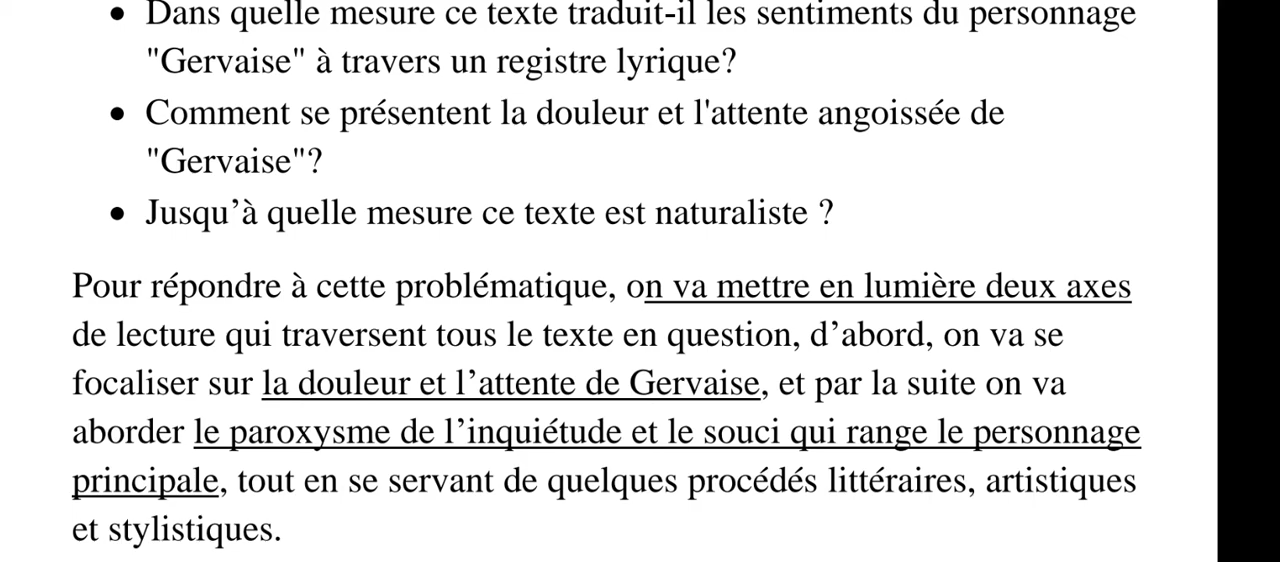 • Dans quelle mesure ce texte traduit-il les sentiments du personnage
"Gervaise" à travers un registre lyrique?
• Comment se présentent la douleur et l'attente angoissée de
"Gervaise"?
• Jusqu’à quelle mesure ce texte est naturaliste ?
Pour répondre à cette problématique, on va mettre en lumière deux axes
de lecture qui traversent tous le texte en question, d’abord, on va se
focaliser sur la douleur et l’attente de Gervaise, et par la suite on va
aborder le paroxysme de l’inquiétude et le souci qui range le personnage
principale, tout en se servant de quelques procédés littéraires, artistiques
et stylistiques.